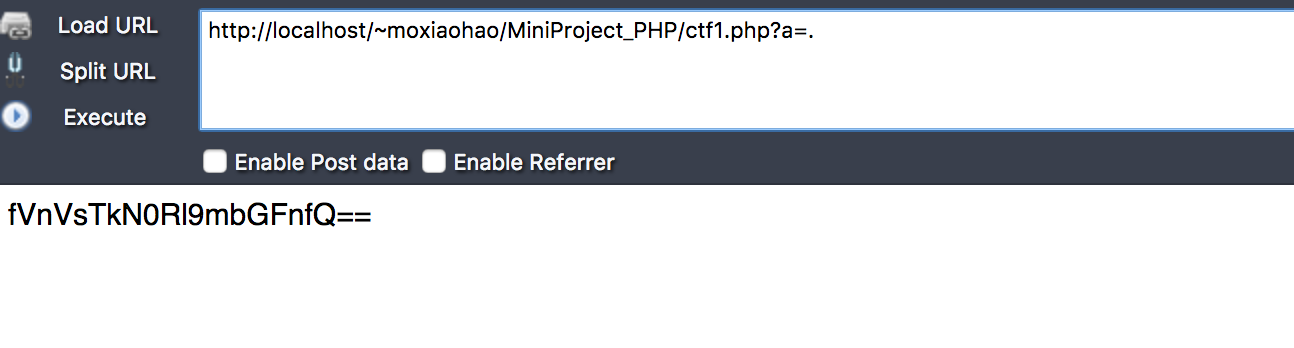 Load URL
http://localhost/~moxiaohao/MiniProject_PHP/ctf1.php?a=.
Split URL
Execute
Enable Post data
Enable Referrer
fVnVsTkN0Rl9mbGFnfQ==